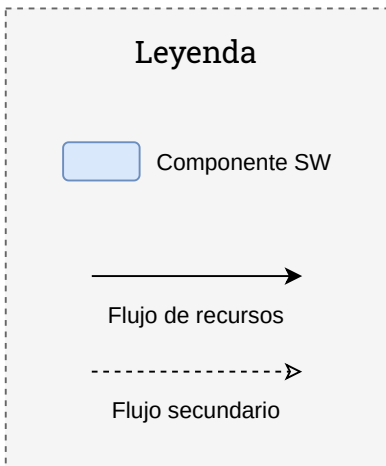 Leyenda
Componente SW
Flujo de recursos
Flujo secundario